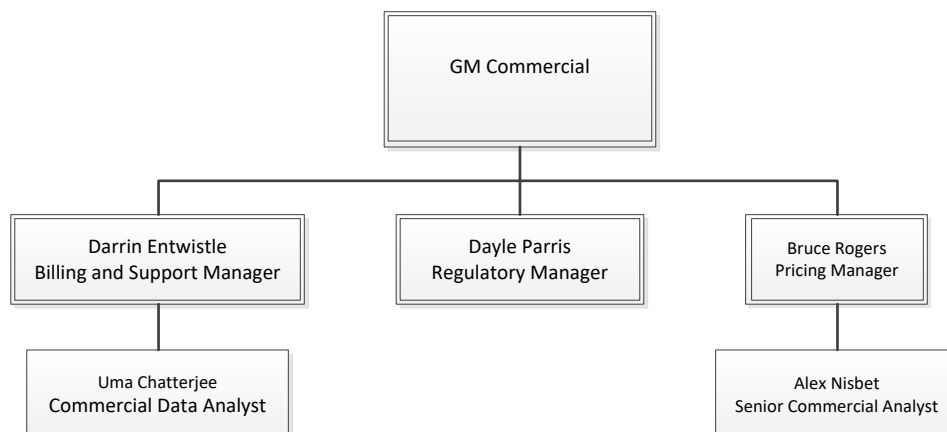 GM Commercial
Darrin Entwistle
Billing and Support Manager
Dayle Parris
Regulatory Manager
Bruce Rogers
Pricing Manager
Uma Chatterjee
Commercial Data Analyst
Alex Nisbet
Senior Commercial Analyst